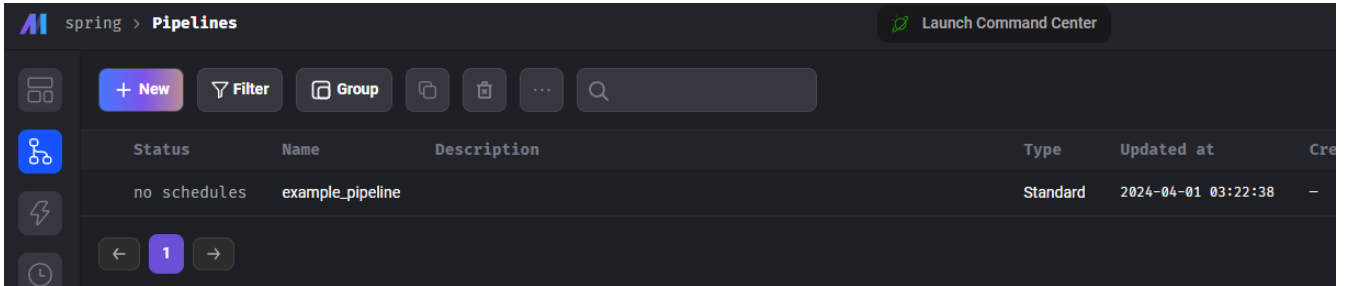 spring > Pipelines
Launch Command Center
+ New Filter Group ...
Status Name Description Type Updated at Cre
no schedules example_pipeline Standard 2024-04-01 03:22:38 –
← 1 →